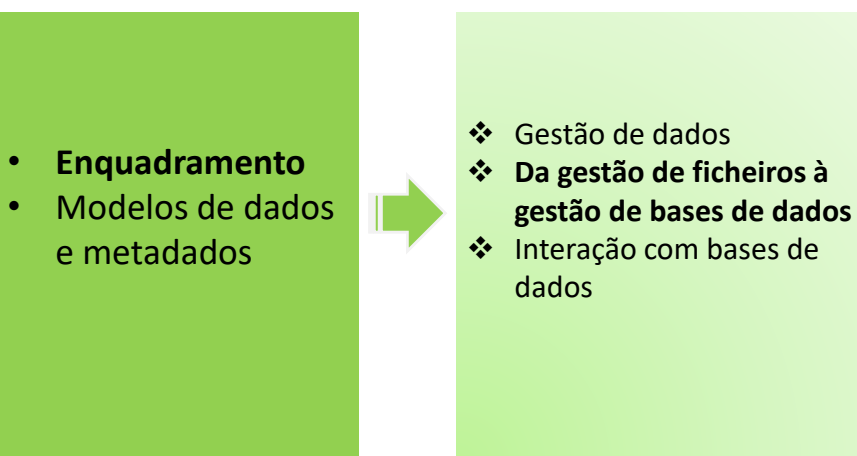 • Enquadramento
• Modelos de dados
e metadados
❖ Gestão de dados
❖ Da gestão de ficheiros à
gestão de bases de dados
❖ Interação com bases de
dados